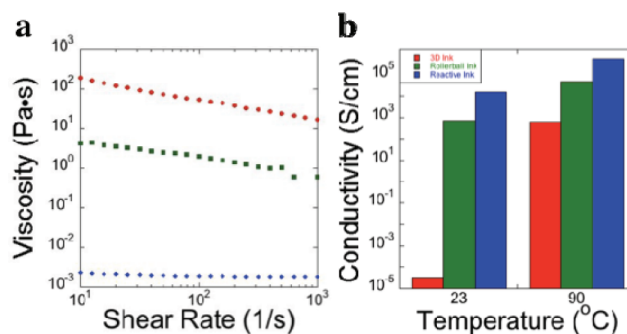 a
Viscosity (Pa•s)
10³
10²
10¹
10⁰
10⁻¹
10⁻²
10⁻³
10¹
10²
10³
Shear Rate (1/s)
b
Conductivity (S/cm)
10⁵
10³
10¹
10⁻¹
10⁻³
10⁻⁵
3D Ink
Rollerball Ink
Reactive Ink
23
90
Temperature (°C)